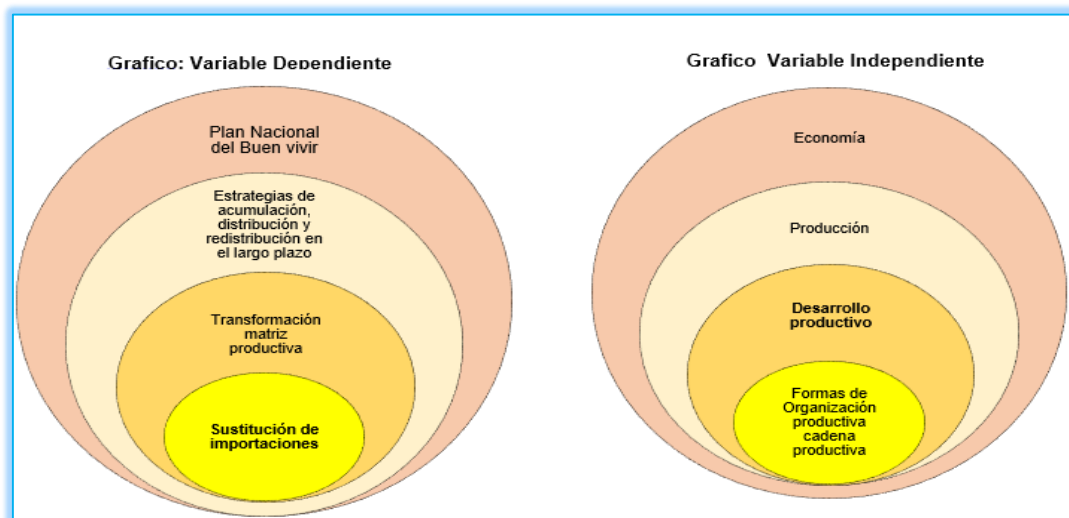 Grafico: Variable Dependiente
Plan Nacional
del Buen vivir
Estrategias de
acumulación,
distribución y
redistribución en
el largo plazo
Transformación
matriz
productiva
Sustitución de
importaciones
Grafico Variable Independiente
Economía
Producción
Desarrollo
productivo
Formas de
Organización
productiva
cadena
productiva